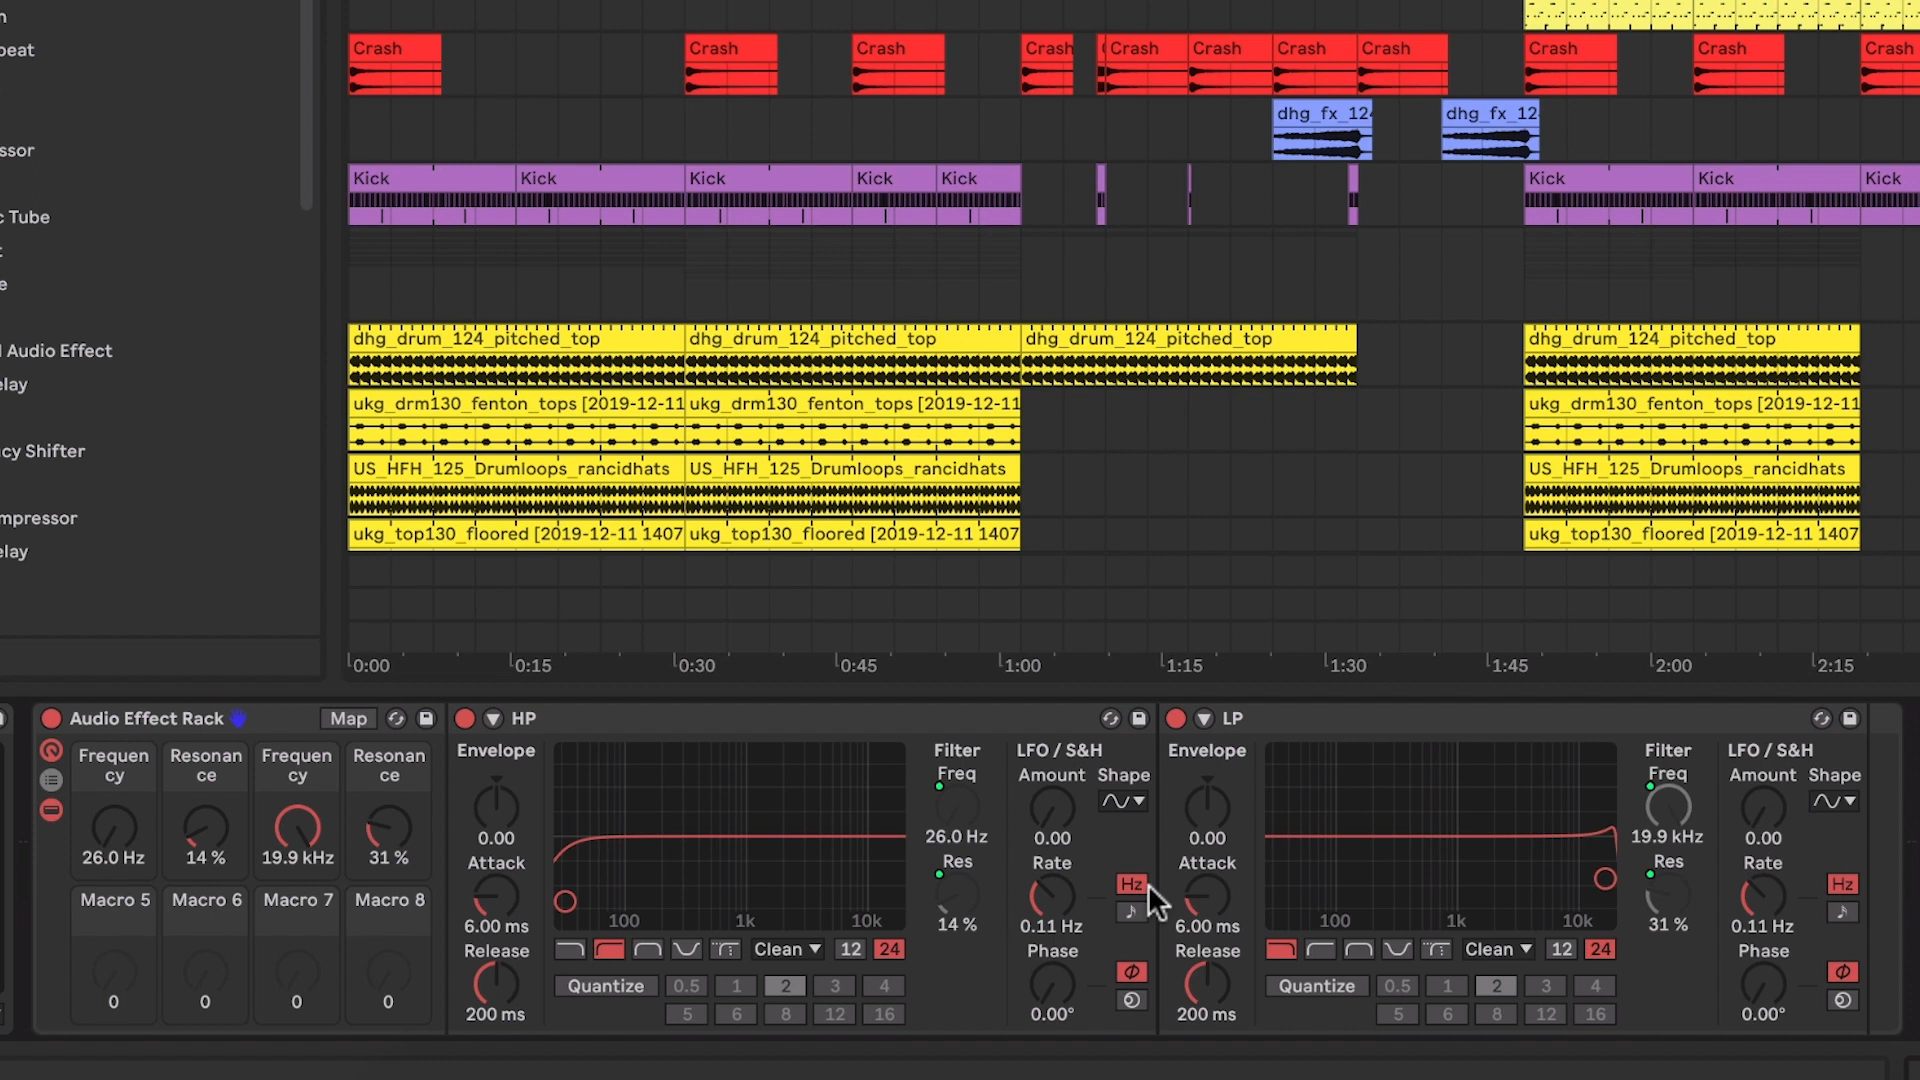 n
peat
ssor
c Tube
t
e
l Audio Effect
elay
cy Shifter
mpressor
elay
Crash Crash Crash Crash Crash Crash Crash Crash Crash Crash Crash
dhg_fx_124 dhg_fx_12
Kick Kick Kick Kick Kick Kick Kick Kick
dhg_drum_124_pitched_top dhg_drum_124_pitched_top dhg_drum_124_pitched_top dhg_drum_124_pitched_top
ukg_drm130_fenton_tops [2019-12-11 ukg_drm130_fenton_tops [2019-12-11 ukg_drm130_fenton_tops [2019-12-11
US_HFH_125_Drumloops_rancidhats US_HFH_125_Drumloops_rancidhats US_HFH_125_Drumloops_rancidhats
ukg_top130_floored [2019-12-11 1407 ukg_top130_floored [2019-12-11 1407 ukg_top130_floored [2019-12-11 1407
0:00 0:15 0:30 0:45 1:00 1:15 1:30 1:45 2:00 2:15
Audio Effect Rack Map
Frequen
cy
Resonan
ce
Frequen
cy
Resonan
ce
26.0 Hz 14 % 19.9 kHz 31 %
Macro 5 Macro 6 Macro 7 Macro 8
0 0 0 0
HP
Envelope
0.00
Attack
6.00 ms
Release
200 ms
100 1k 10k
Clean 12 24
Quantize 0.5 1 2 3 4
5 6 8 12 16
Filter
Freq
26.0 Hz
Res
14 %
LFO / S&H
Amount Shape
0.00
Rate
Hz
0.11 Hz
Phase
0.00°
LP
Envelope
0.00
Attack
6.00 ms
Release
200 ms
100 1k 10k
Clean 12 24
Quantize 0.5 1 2 3 4
5 6 8 12 16
Filter
Freq
19.9 kHz
Res
31 %
LFO / S&H
Amount Shape
0.00
Rate
Hz
0.11 Hz
Phase
0.00°